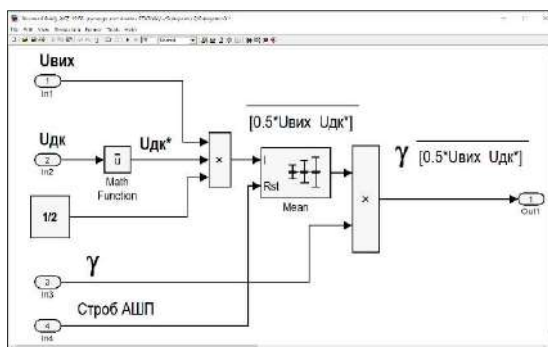 File Edit View Simulation Format Tools Help
Uвих
1
In1
[0.5*Uвих Uдк*]
Uдк
Uдк*
γ [0.5*Uвих Uдк*]
2
In2
ū
Math
Function
×
I
Rst
Mean
1/2
×
1
Out1
γ
3
In3
Строб АШП
4
In4